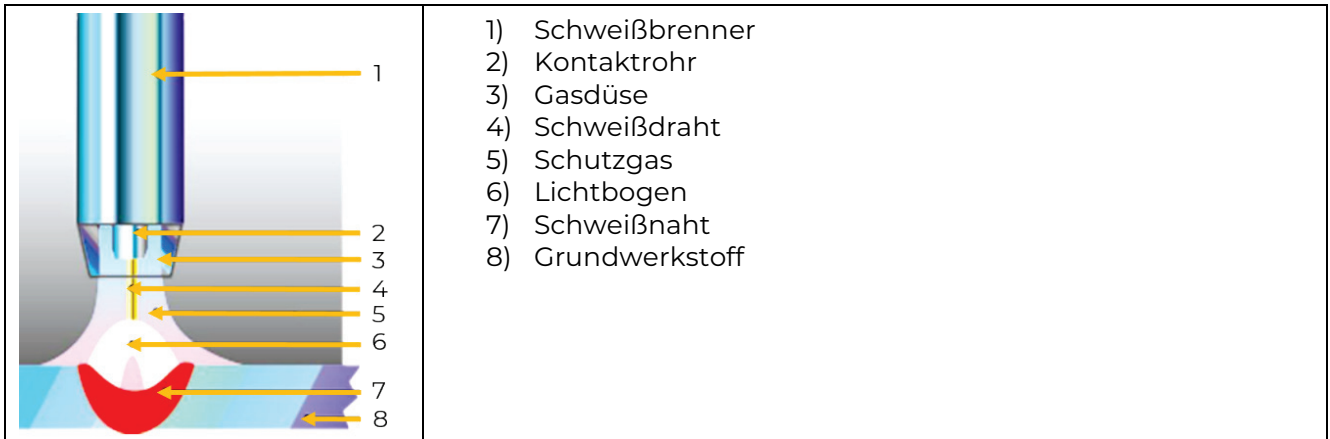 1
2
3
4
5
6
7
8
1) Schweißbrenner
2) Kontaktrohr
3) Gasdüse
4) Schweißdraht
5) Schutzgas
6) Lichtbogen
7) Schweißnaht
8) Grundwerkstoff